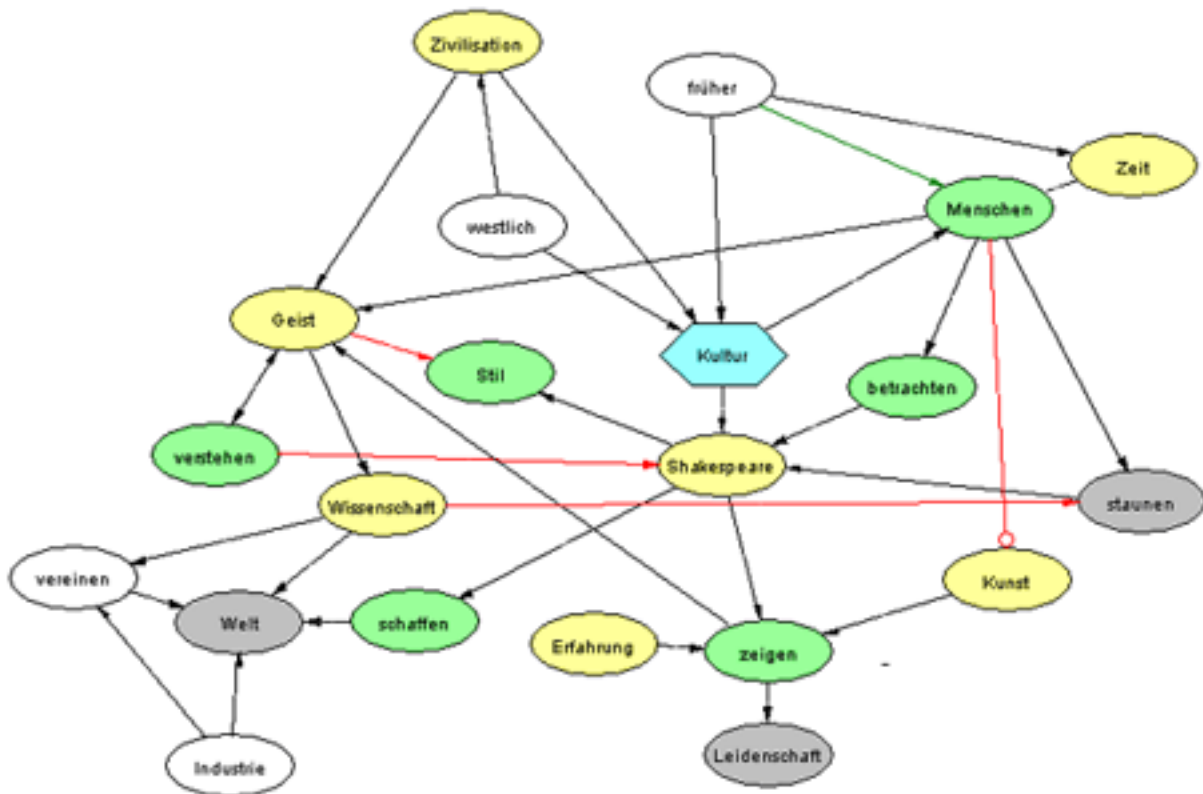 Zivilisation
früher
Zeit
Menschen
westlich
Geist
Kultur
Stil
betrachten
verstehen
Shakespeare
Wissenschaft
staunen
vereinen
Kunst
Welt
schaffen
Erfahrung
zeigen
Leidenschaft
Industrie